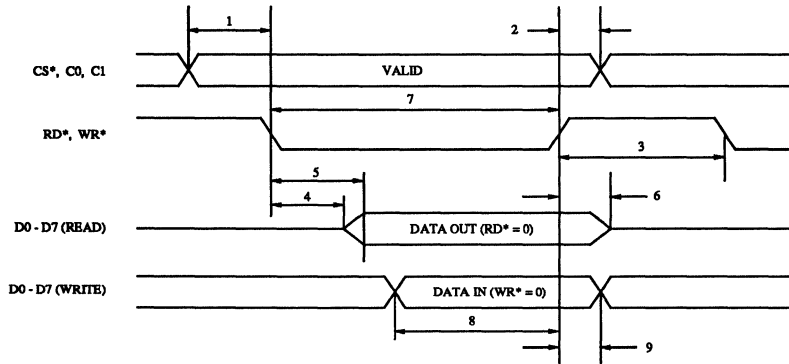 1
2
CS*, C0, C1
VALID
7
RD*, WR*
3
5
4
6
D0 - D7 (READ)
DATA OUT (RD* = 0)
D0 - D7 (WRITE)
DATA IN (WR* = 0)
8
9